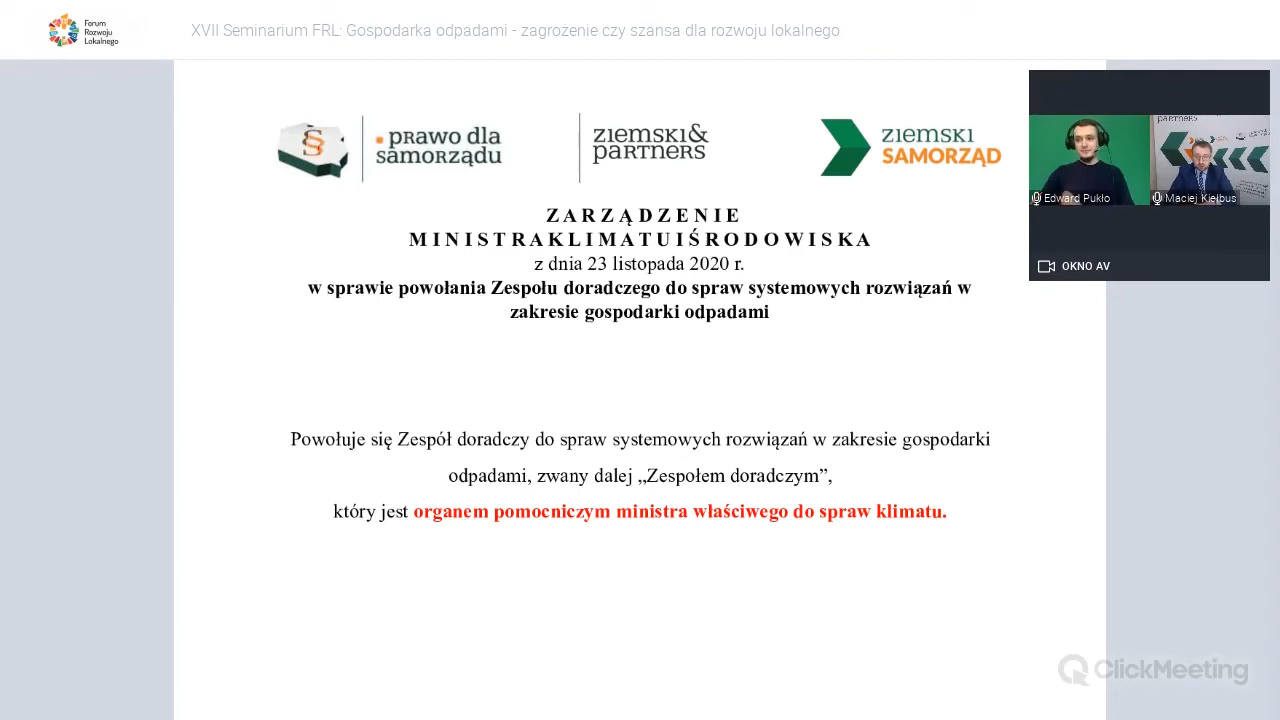 Forum
Rozwoju
Lokalnego
XVII Seminarium FRL: Gospodarka odpadami - zagrożenie czy szansa dla rozwoju lokalnego
prawo dla
samorządu
ziemski&
partners
ziemski
SAMORZĄD
Z A R Z Ą D Z E N I E
M I N I S T R A K L I M A T U I Ś R O D O W I S K A
z dnia 23 listopada 2020 r.
w sprawie powołania Zespołu doradczego do spraw systemowych rozwiązań w
zakresie gospodarki odpadami
Powołuje się Zespół doradczy do spraw systemowych rozwiązań w zakresie gospodarki
odpadami, zwany dalej „Zespołem doradczym”,
który jest organem pomocniczym ministra właściwego do spraw klimatu.
Edward Pukło
Maciej Kiełbus
OKNO AV
ClickMeeting